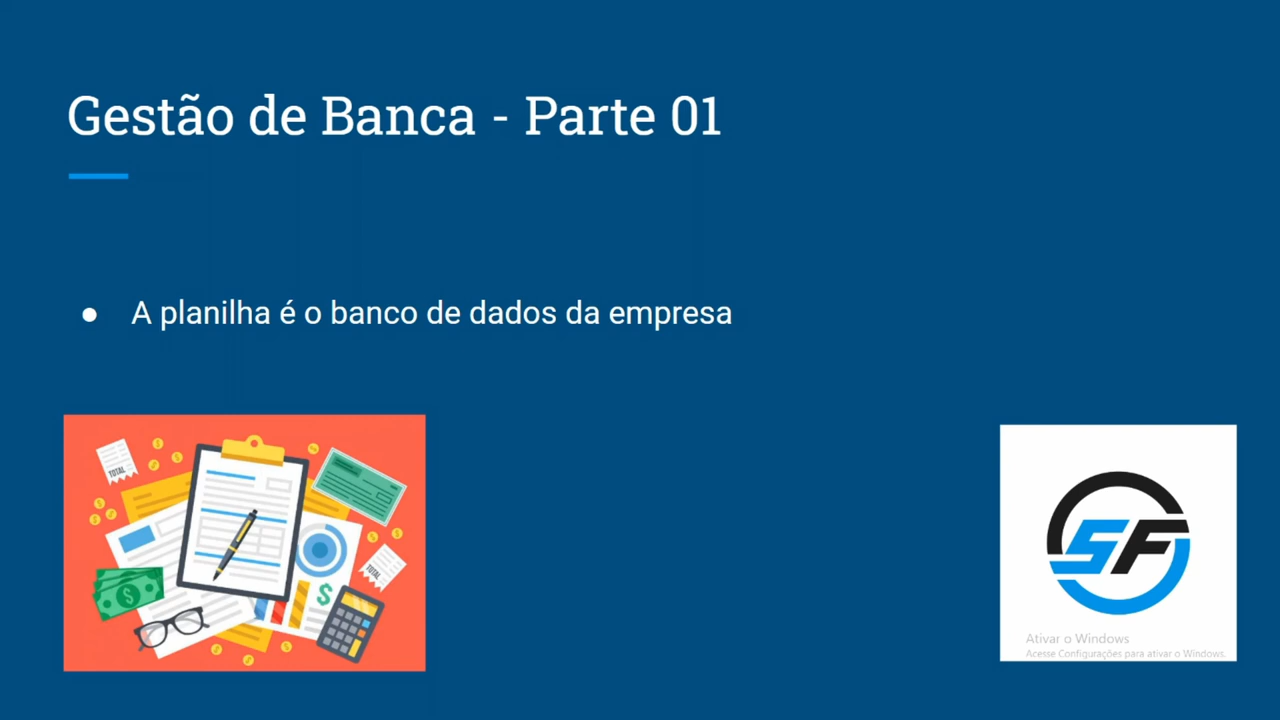 Gestão de Banca - Parte 01
● A planilha é o banco de dados da empresa
TOTAL
TOTAL
SF
Ativar o Windows
Acesse Configurações para ativar o Windows.